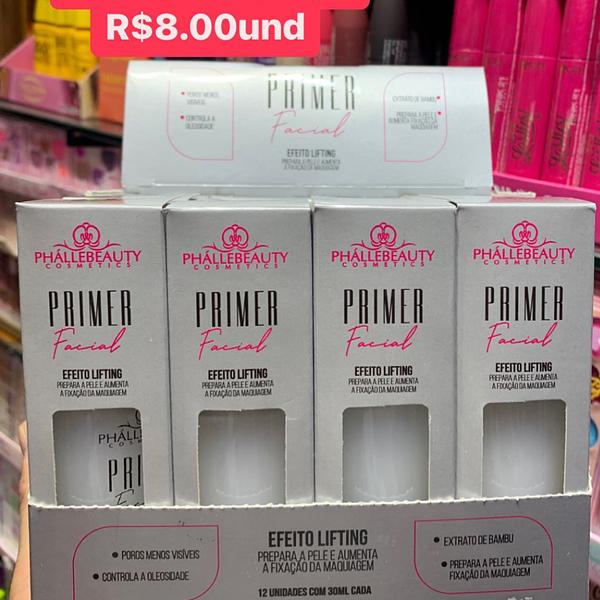 R$8.00und
PRIMER
Facial
• POROS MENOS
VISÍVEIS
• CONTROLA A
OLEOSIDADE
EXTRATO DE BAMBU •
PREPARA A PELE E •
AUMENTA FIXAÇÃO DA
MAQUIAGEM
EFEITO LIFTING
PREPARA A PELE E AUMENTA
A FIXAÇÃO DA MAQUIAGEM
PHÁLLEBEAUTY
COSMETICS
PRIMER
Facial
EFEITO LIFTING
PREPARA A PELE E AUMENTA
A FIXAÇÃO DA MAQUIAGEM
PHÁLL
COS
PRI
PHÁLLEBEAUTY
COSMETICS
PRIMER
Facial
EFEITO LIFTING
PREPARA A PELE E AUMENTA
A FIXAÇÃO DA MAQUIAGEM
PHÁLLEBEAUTY
COSMETICS
PRIMER
Facial
EFEITO LIFTING
PREPARA A PELE E AUMENTA
A FIXAÇÃO DA MAQUIAGEM
PHÁLLEBEAUTY
COSMETICS
PRIMER
Facial
EFEITO LIFTING
PREPARA A PELE E AUMENTA
A FIXAÇÃO DA MAQUIAGEM
• POROS MENOS VISÍVEIS
• CONTROLA A OLEOSIDADE
EFEITO LIFTING
PREPARA A PELE E AUMENTA
A FIXAÇÃO DA MAQUIAGEM
12 UNIDADES COM 30ML CADA
• EXTRATO DE BAMBU
• PREPARA A PELE E AUMENTA
FIXAÇÃO DA MAQUIAGEM